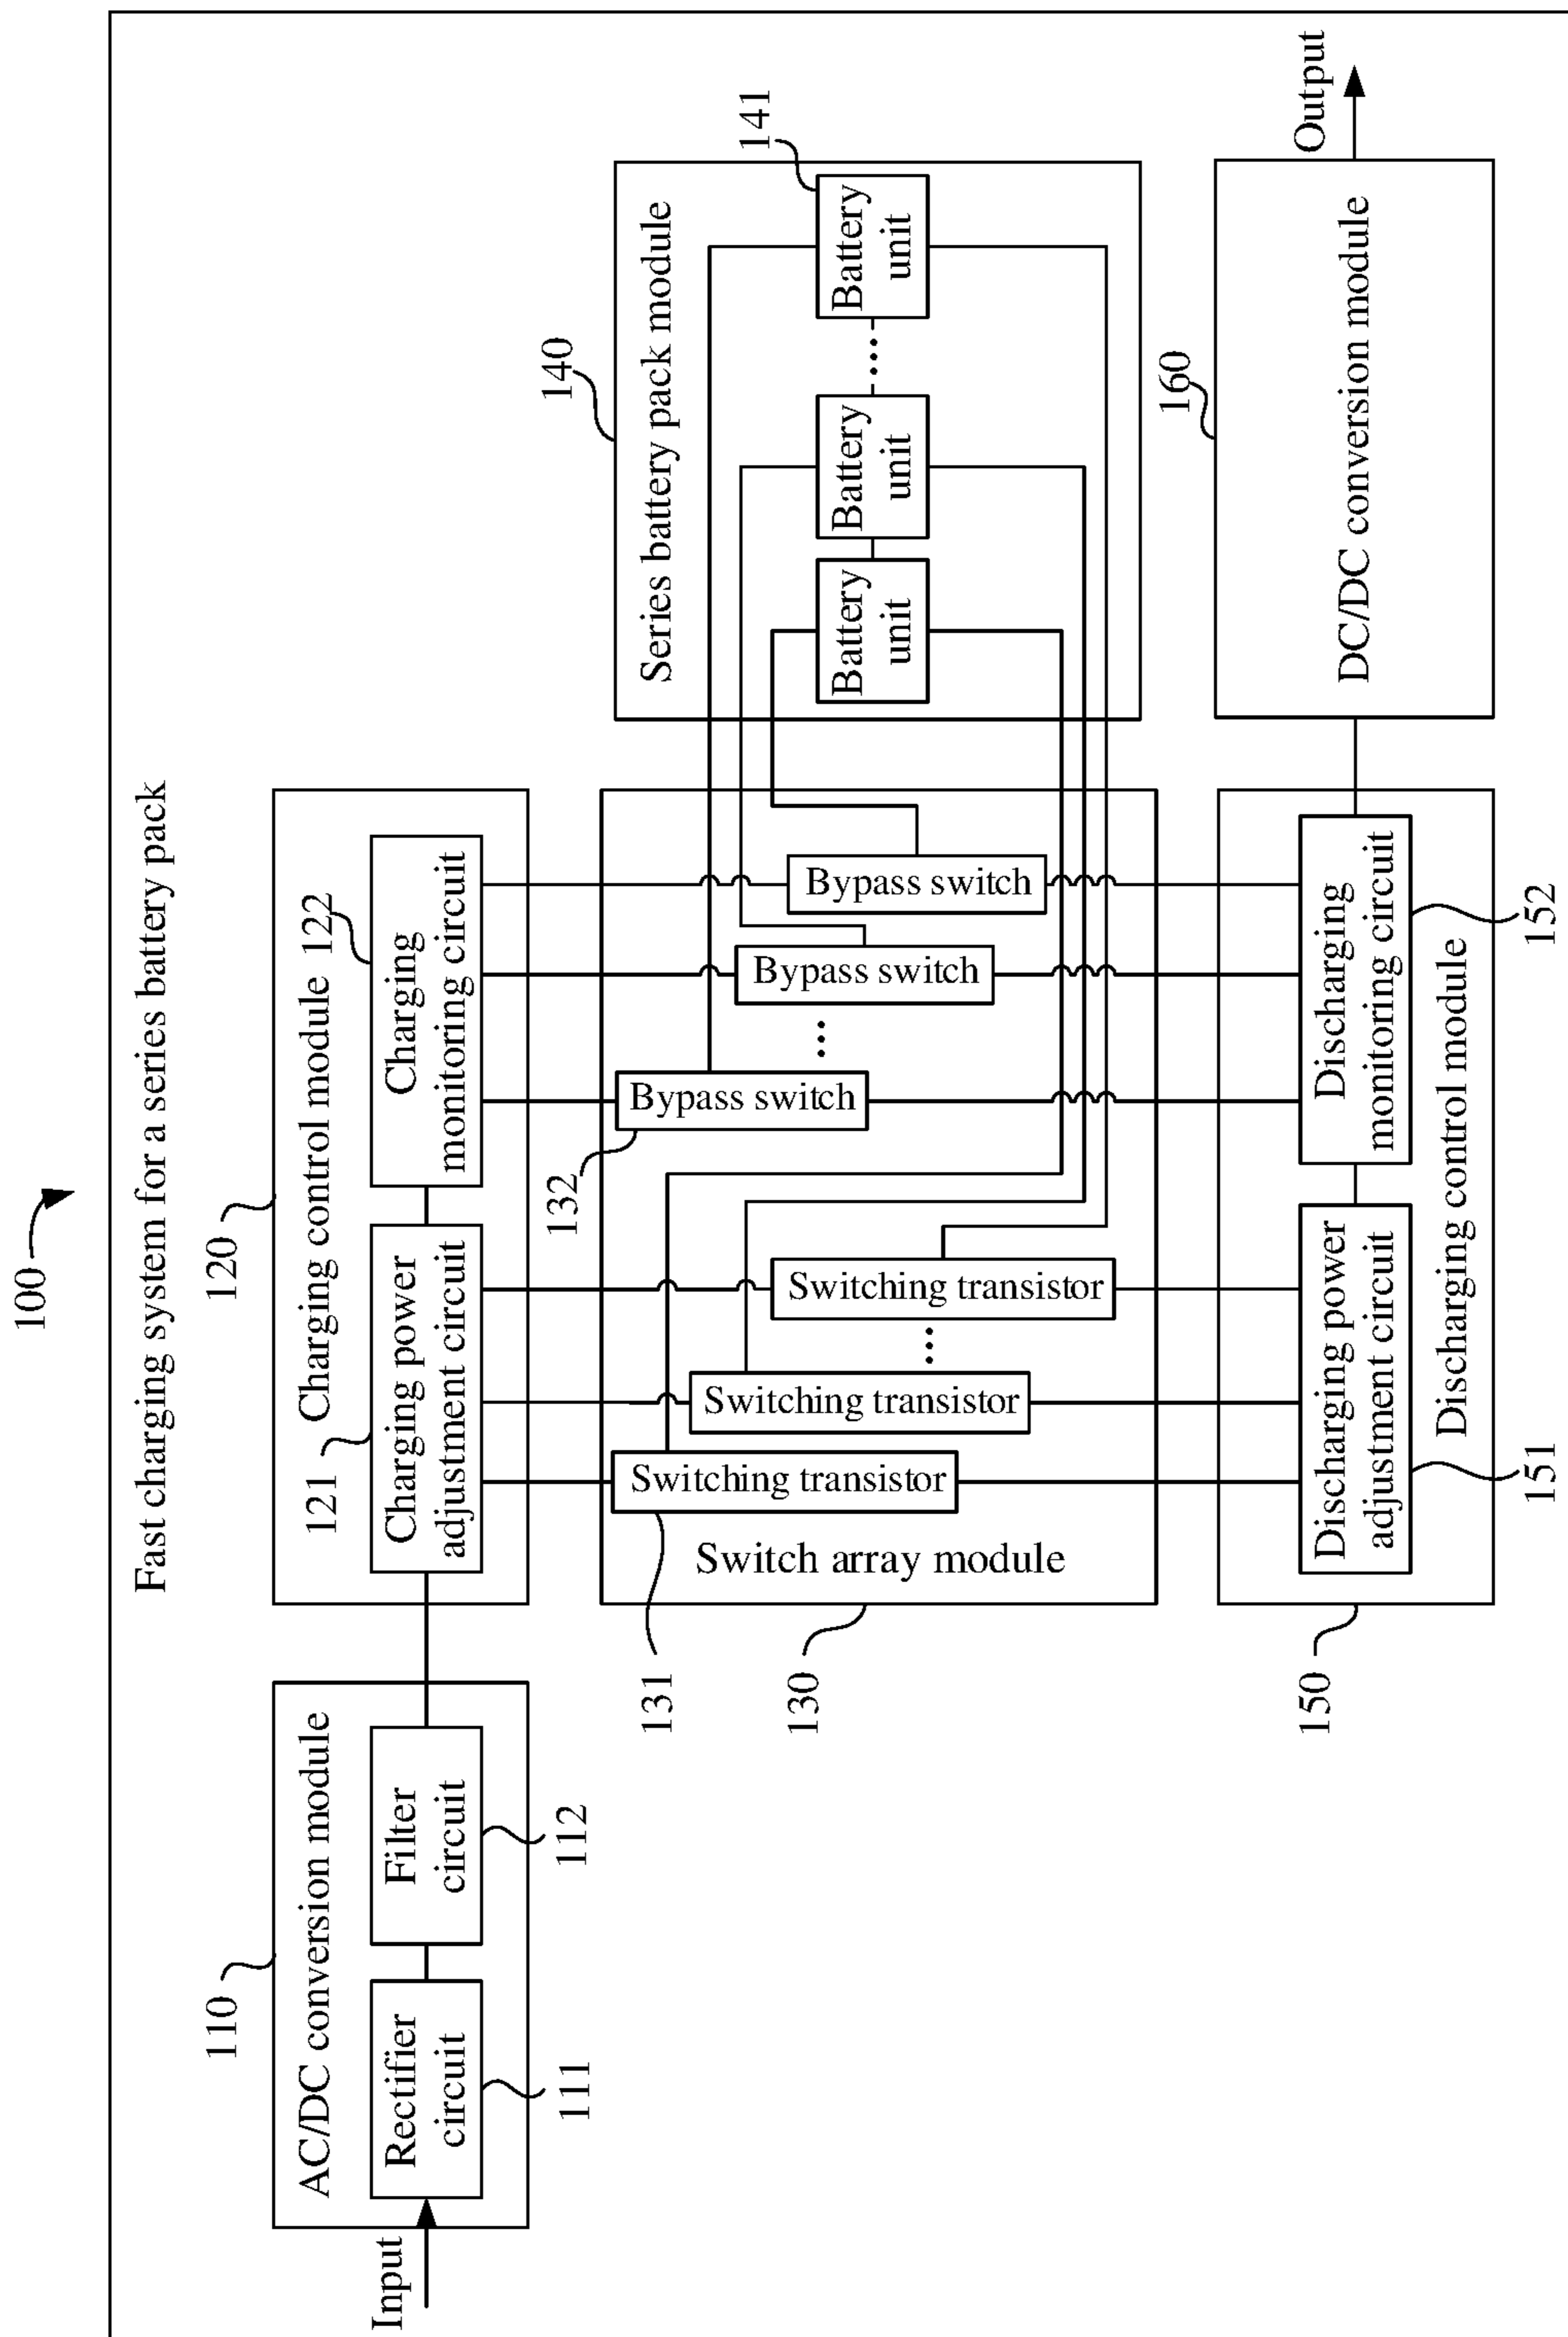 100
Fast charging system for a series battery pack
110
AC/DC conversion module
Input
Rectifier
circuit
111
Filter
circuit
112
120
Charging control module
121
Charging power
adjustment circuit
122
Charging
monitoring circuit
131
Switching transistor
Switching transistor
...
Switching transistor
132
Bypass switch
...
Bypass switch
Bypass switch
Switch array module
130
140
Series battery pack module
Battery
unit
Battery
unit
....
Battery
unit
141
150
Discharging power
adjustment circuit
151
Discharging
monitoring circuit
152
Discharging control module
160
DC/DC conversion module
Output